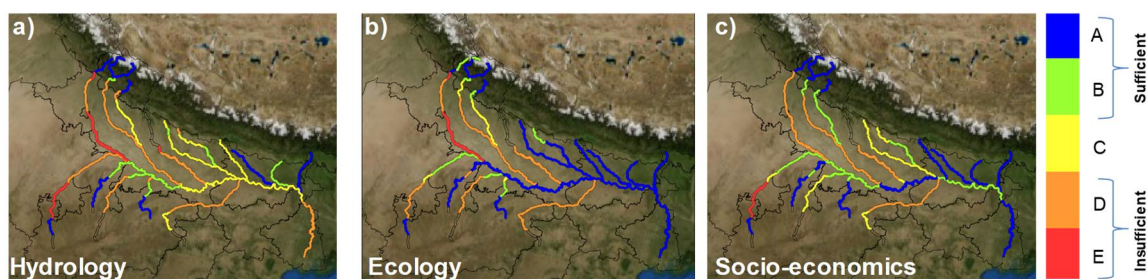 a)
Hydrology
b)
Ecology
c)
Socio-economics
A
B
C
D
E
Sufficient
Insufficient